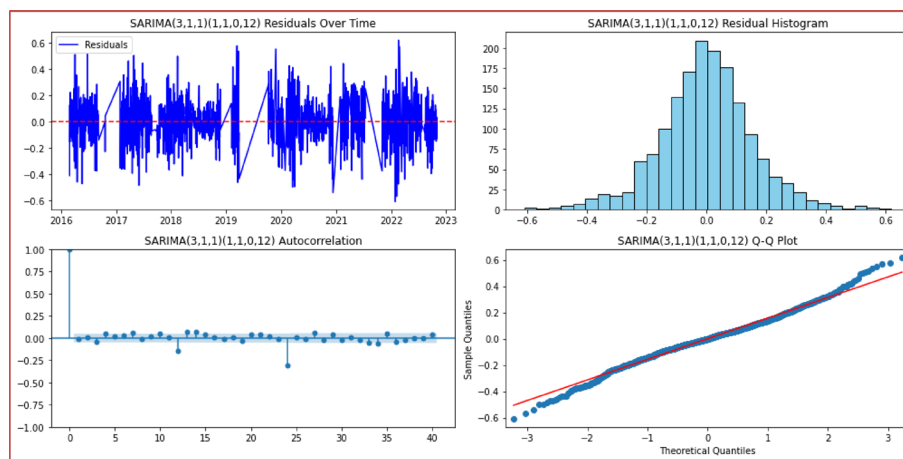 SARIMA(3,1,1)(1,1,0,12) Residuals Over Time
Residuals
0.6
0.4
0.2
0.0
−0.2
−0.4
−0.6
2016 2017 2018 2019 2020 2021 2022 2023
SARIMA(3,1,1)(1,1,0,12) Residual Histogram
200
175
150
125
100
75
50
25
0
−0.6 −0.4 −0.2 0.0 0.2 0.4 0.6
SARIMA(3,1,1)(1,1,0,12) Autocorrelation
1.00
0.75
0.50
0.25
0.00
−0.25
−0.50
−0.75
−1.00
0 5 10 15 20 25 30 35 40
SARIMA(3,1,1)(1,1,0,12) Q-Q Plot
Sample Quantiles
0.6
0.4
0.2
0.0
−0.2
−0.4
−0.6
−3 −2 −1 0 1 2 3
Theoretical Quantiles